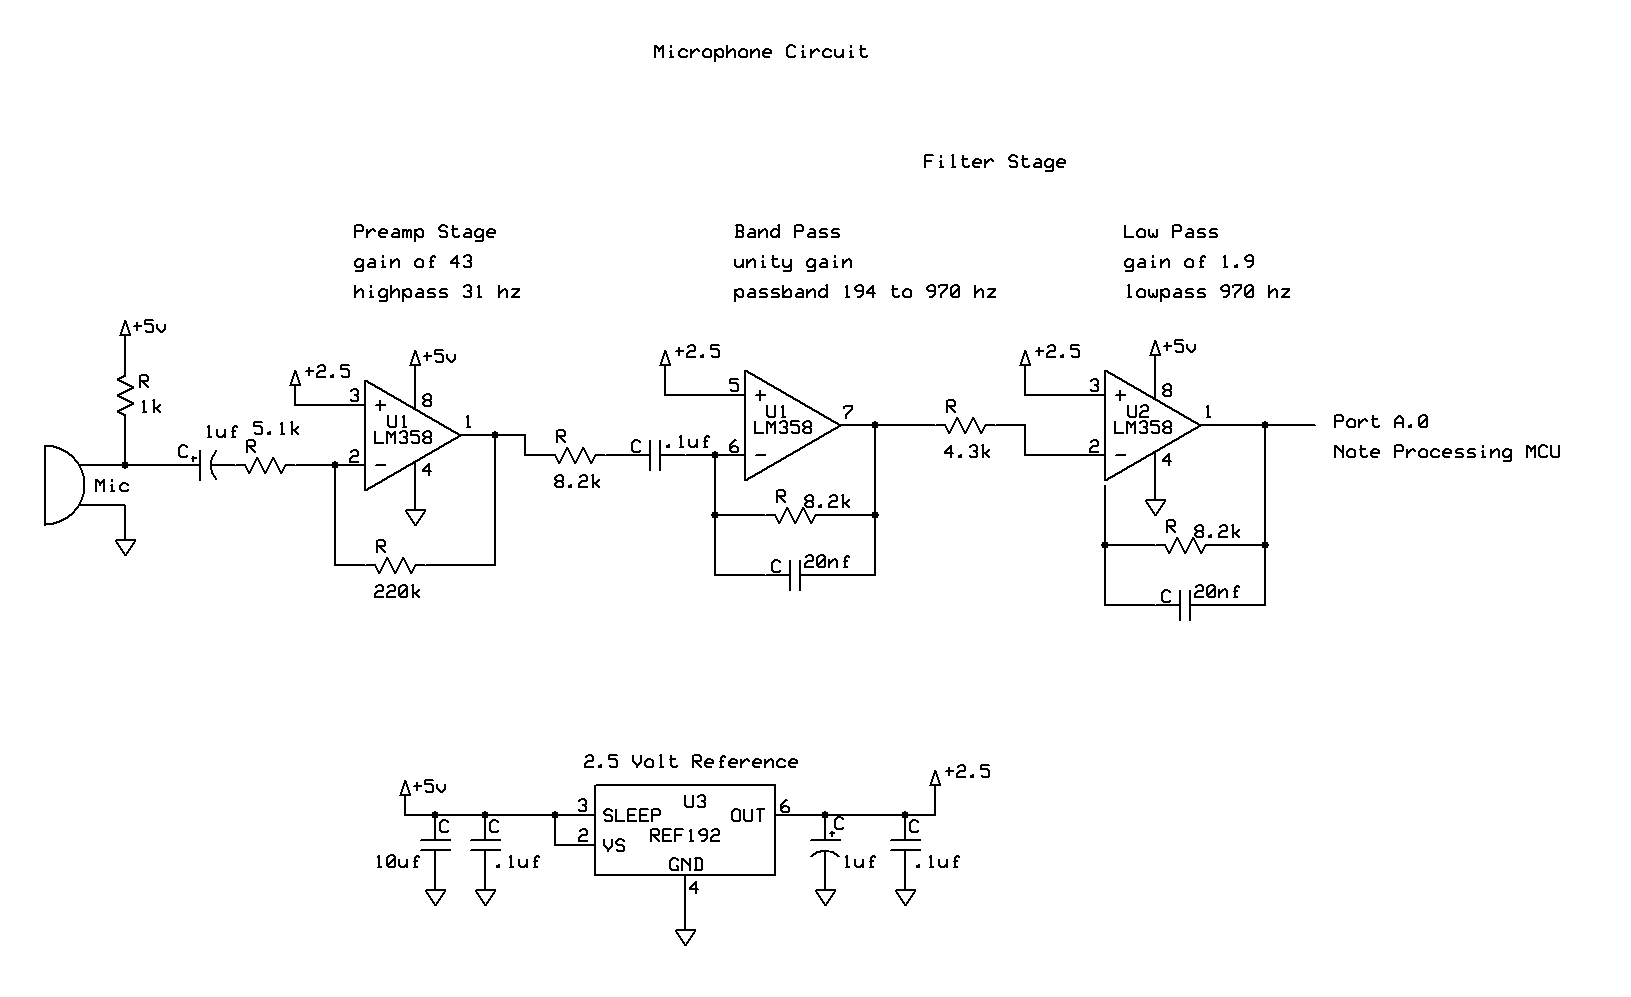 Microphone Circuit
Filter Stage
Preamp Stage
gain of 43
highpass 31 hz
Band Pass
unity gain
passband 194 to 970 hz
Low Pass
gain of 1.9
lowpass 970 hz
+5v
R
1k
Mic
C
+
1uf
5.1k
R
+2.5
+5v
3
+
8
U1
LM358
1
2
-
4
R
220k
R
8.2k
C
.1uf
+2.5
5
+
U1
LM358
7
6
-
R
8.2k
C
20nf
R
4.3k
+2.5
+5v
3
+
8
U2
LM358
1
2
-
4
R
8.2k
C
20nf
Port A.0
Note Processing MCU
2.5 Volt Reference
+5v
C
10uf
C
.1uf
3
SLEEP
2
VS
U3
REF192
OUT
6
GND
4
C
+
1uf
C
.1uf
+2.5